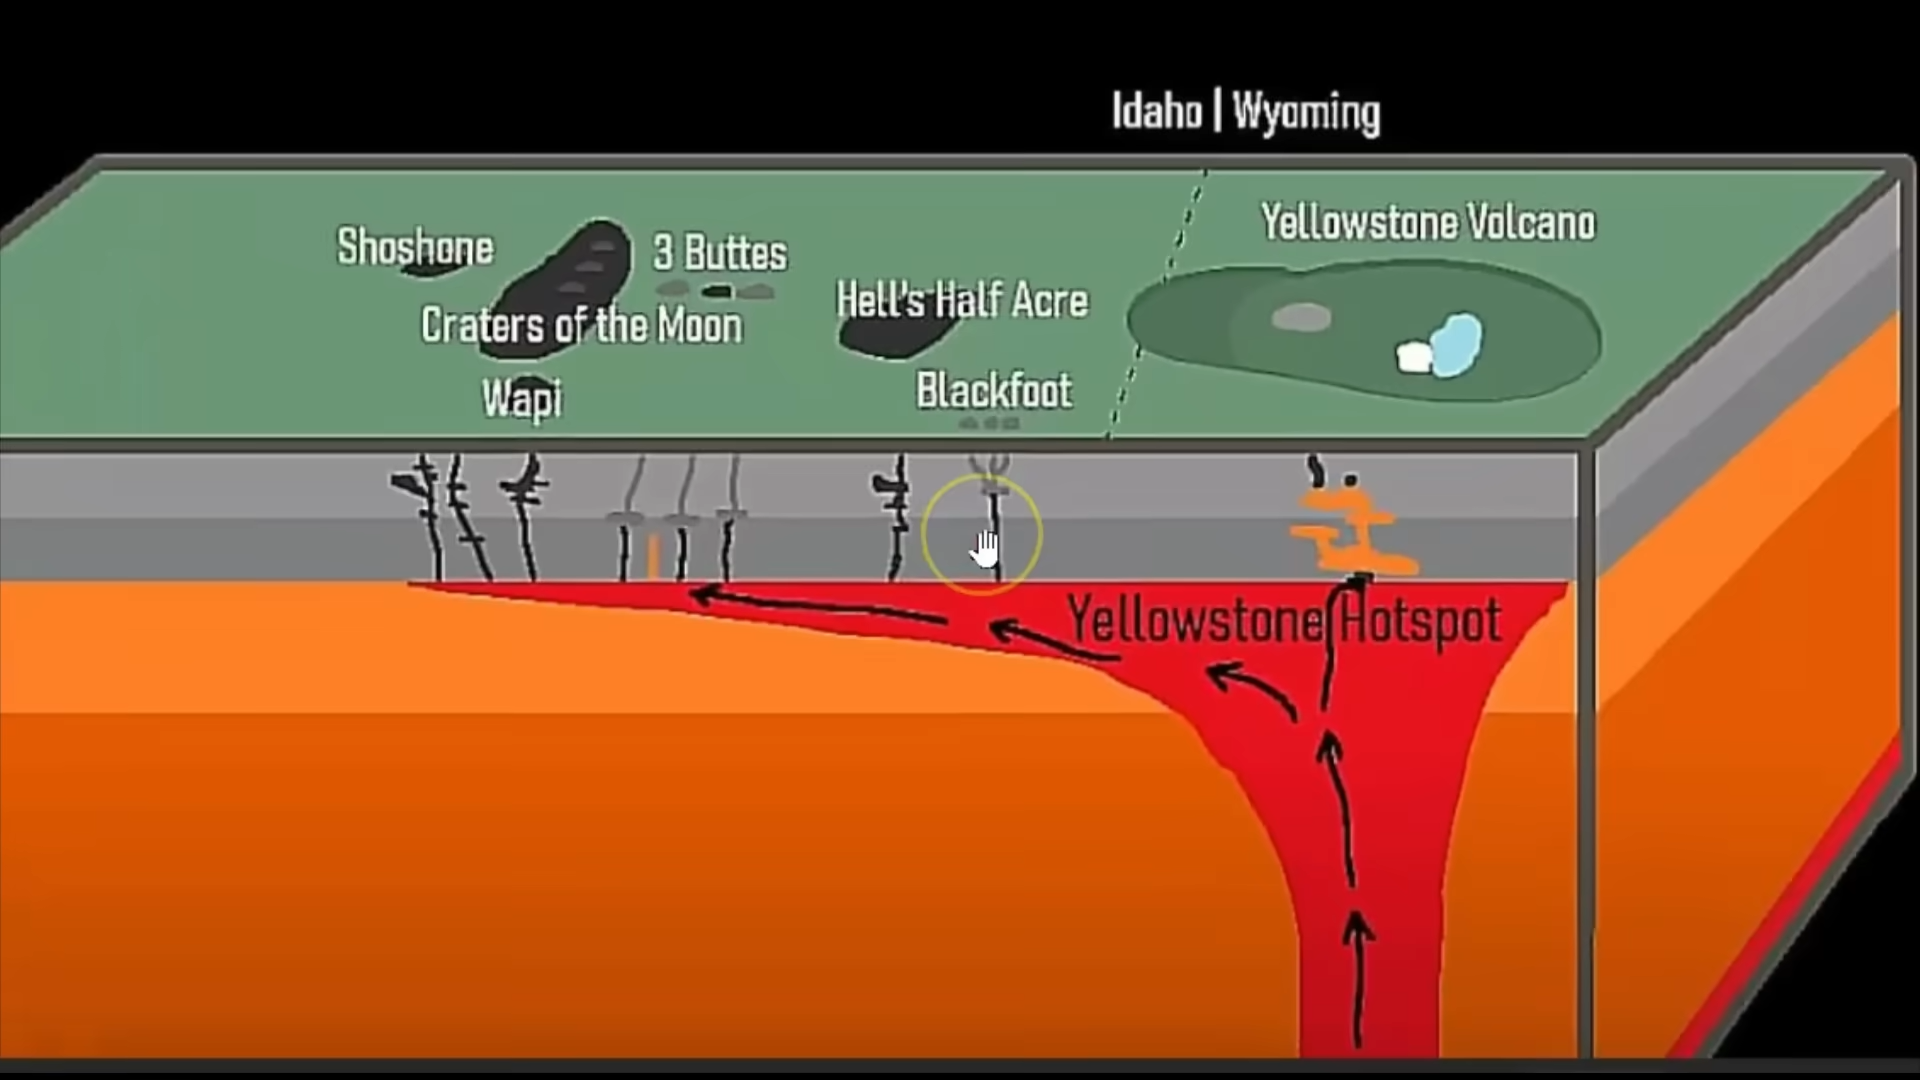 Idaho | Wyoming
Yellowstone Volcano
Shoshone
3 Buttes
Hell's Half Acre
Craters of the Moon
Blackfoot
Wapi
Yellowstone Hotspot